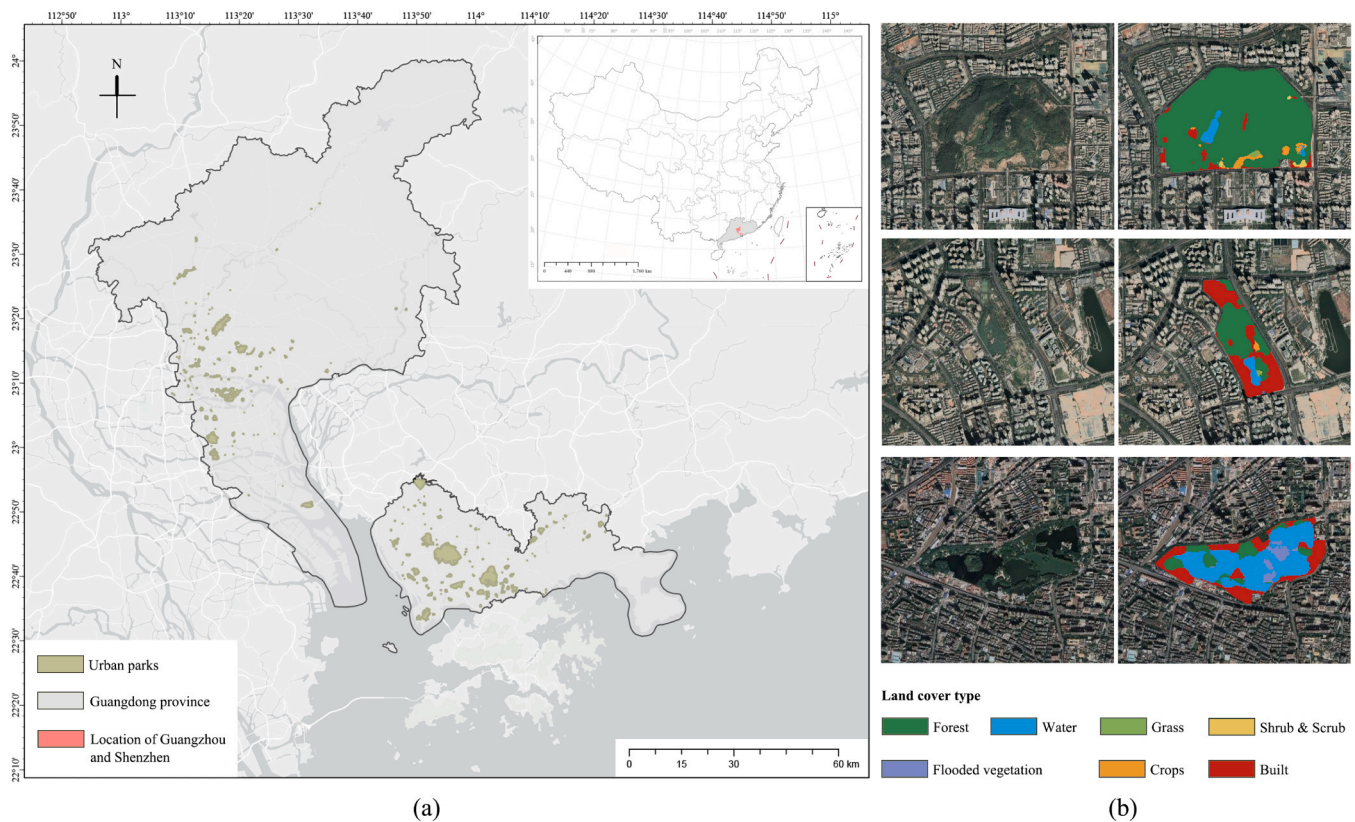 112°50' 113° 113°10' 113°20' 113°30' 113°40' 113°50' 114° 114°10' 114°20' 114°30' 114°40' 114°50' 115°
24°
23°50'
23°40'
23°30'
23°20'
23°10'
23°
22°50'
22°40'
22°30'
22°20'
22°10'
N
Urban parks
Guangdong province
Location of Guangzhou
and Shenzhen
0 15 30 60 km
(a)
Land cover type
Forest Water Grass Shrub & Scrub
Flooded vegetation Crops Built
(b)